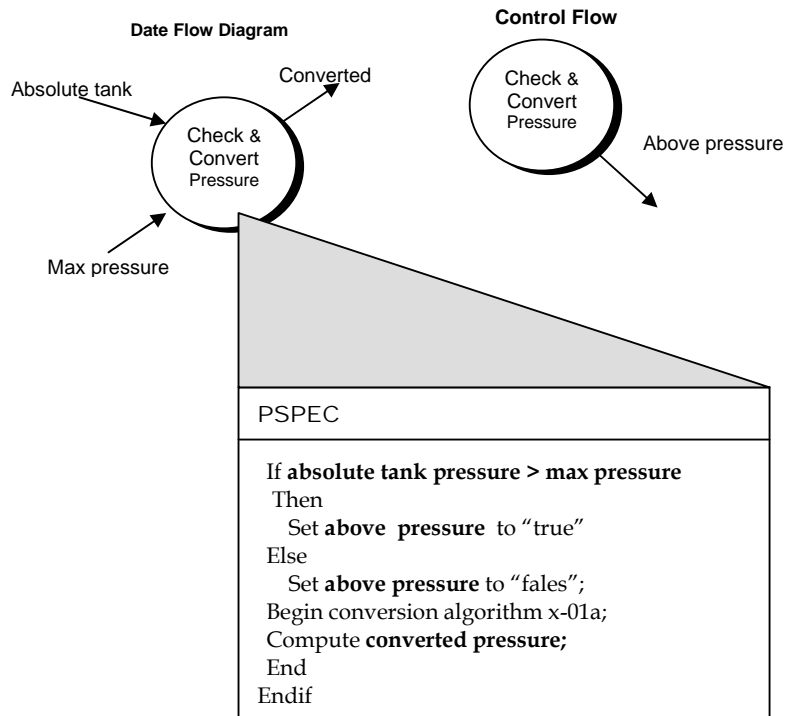 Control Flow
Date Flow Diagram
Converted
Absolute tank
Check &
Convert
Pressure
Check &
Convert
Pressure
Above pressure
Max pressure
PSPEC
If absolute tank pressure > max pressure
Then
Set above pressure to “true”
Else
Set above pressure to “fales”;
Begin conversion algorithm x-01a;
Compute converted pressure;
End
Endif